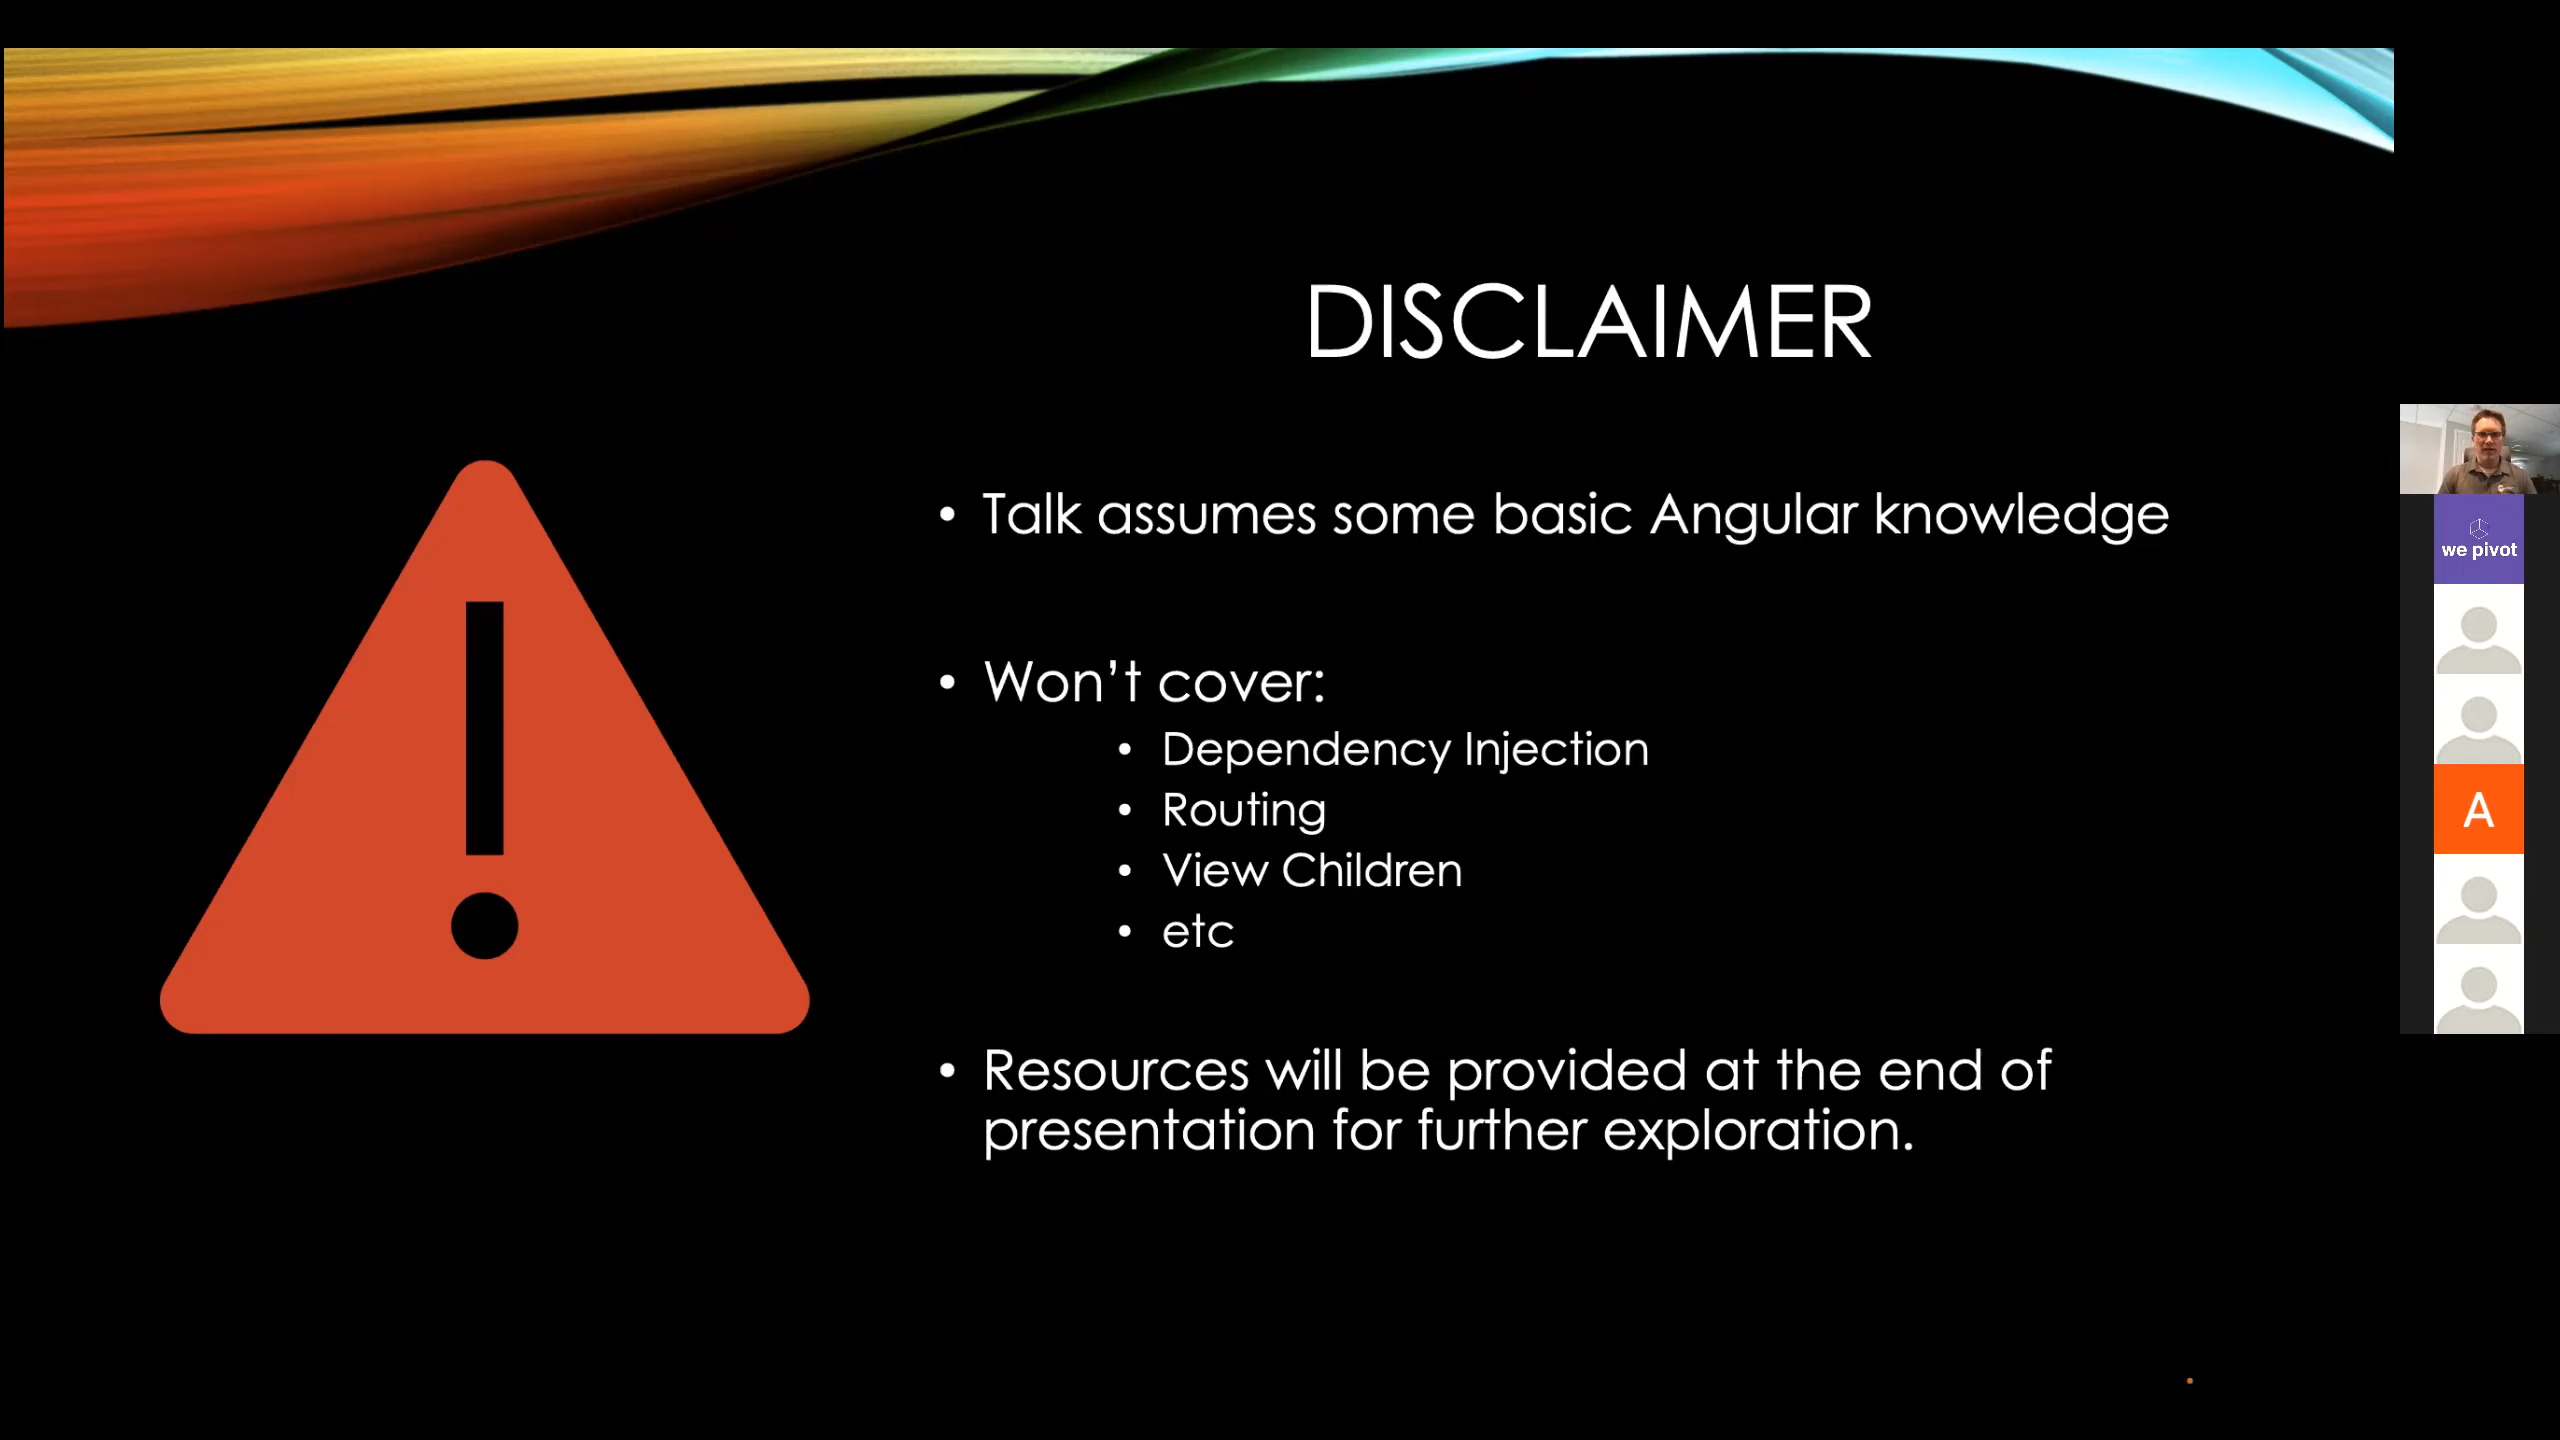 DISCLAIMER
• Talk assumes some basic Angular knowledge
• Won’t cover:
• Dependency Injection
• Routing
• View Children
• etc
• Resources will be provided at the end of
presentation for further exploration.
we pivot
A